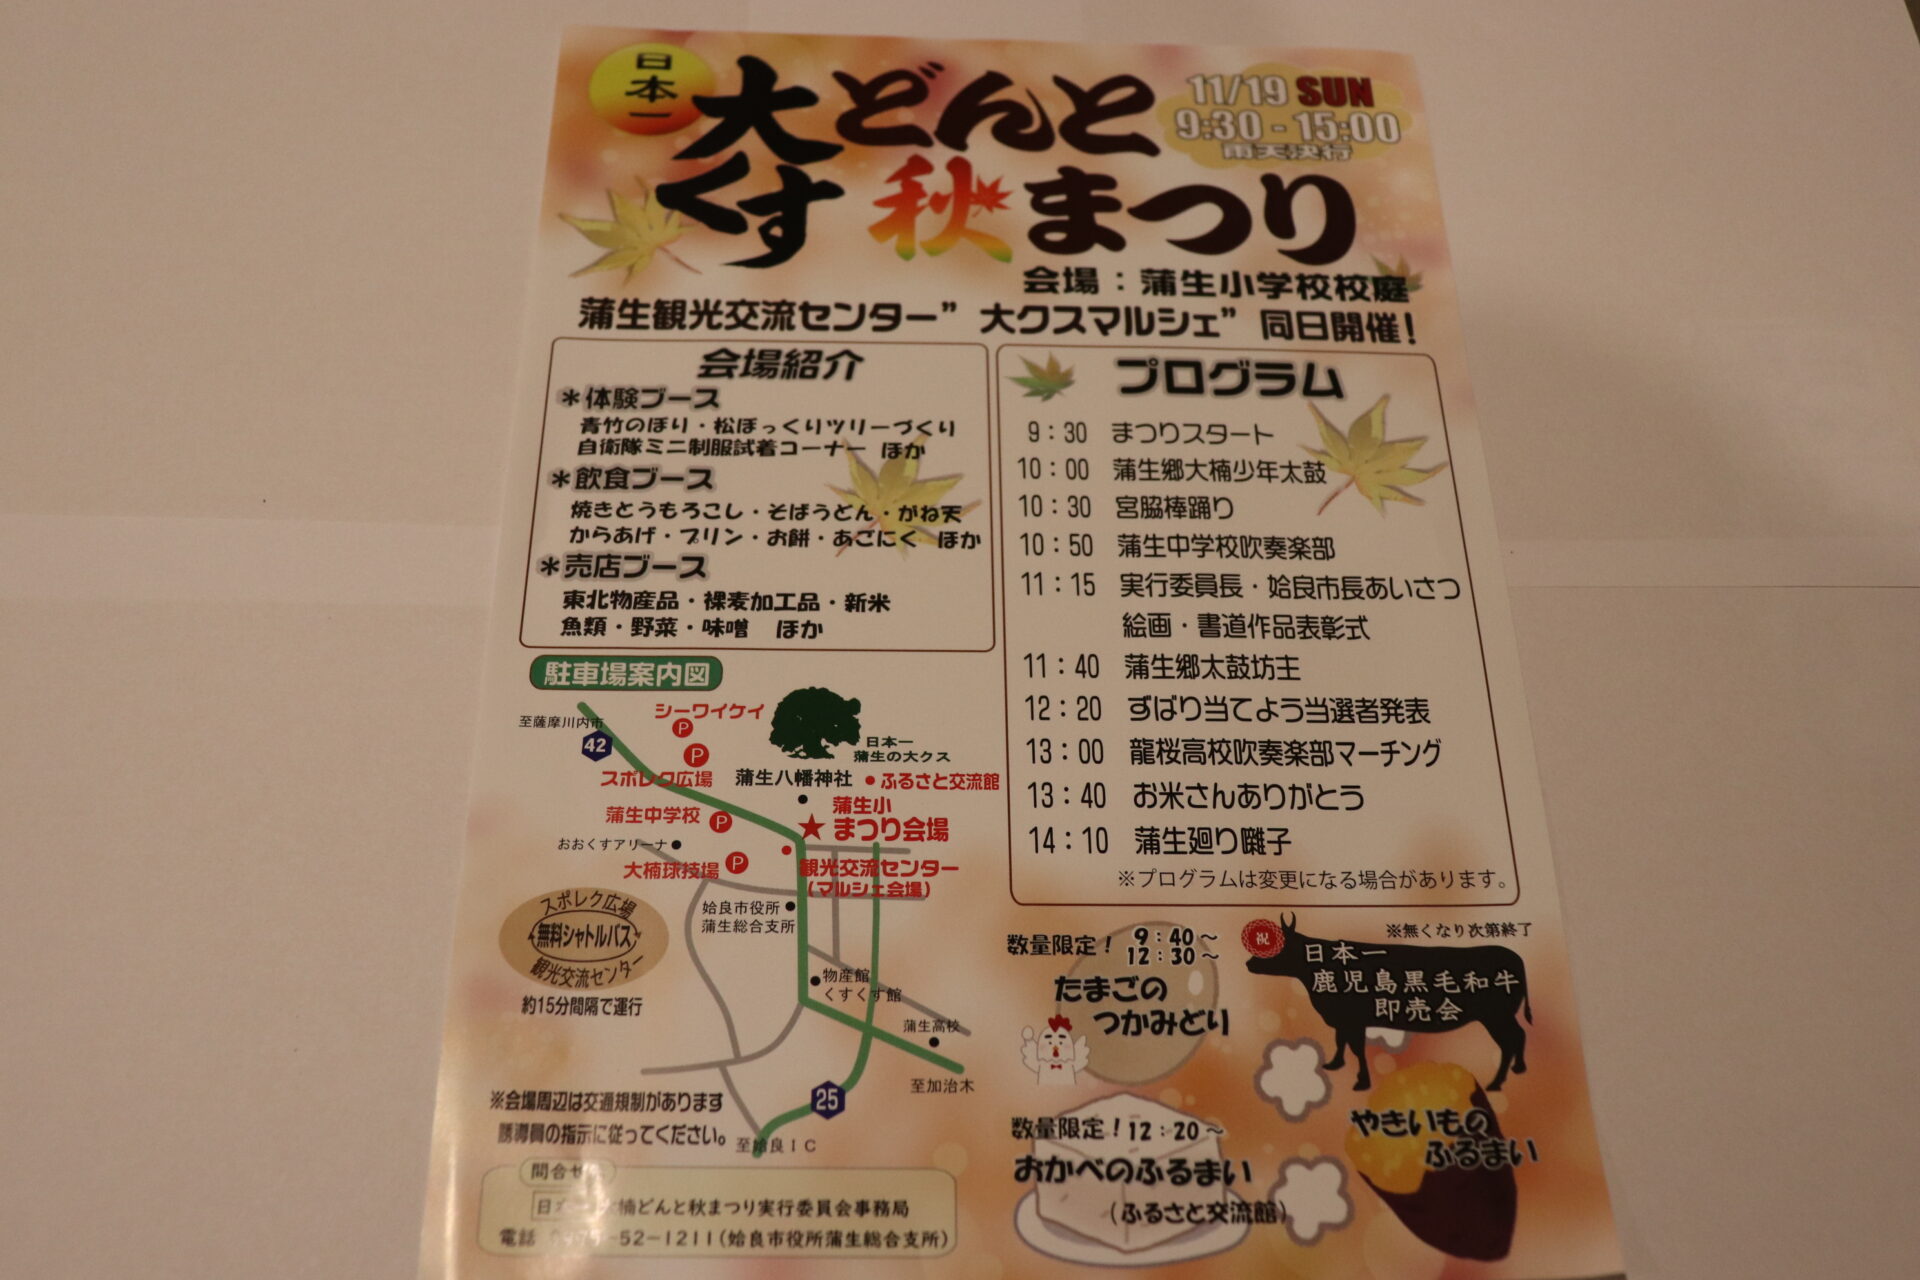 日本一
大くす どんと秋まつり
11/19 SUN
9:30 - 15:00
雨天決行
会場：蒲生小学校校庭
蒲生観光交流センター”大クスマルシェ”同日開催！
会場紹介
＊体験ブース
青竹のぼり・松ぼっくりツリーづくり
自衛隊ミニ制服試着コーナー ほか
＊飲食ブース
焼きとうもろこし・そばうどん・がね天
からあげ・プリン・お餅・あごにく ほか
＊売店ブース
東北物産品・裸麦加工品・新米
魚類・野菜・味噌 ほか
プログラム
9：30 まつりスタート
10：00 蒲生郷大楠少年太鼓
10：30 宮脇棒踊り
10：50 蒲生中学校吹奏楽部
11：15 実行委員長・姶良市長あいさつ
絵画・書道作品表彰式
11：40 蒲生郷太鼓坊主
12：20 ずばり当てよう当選者発表
13：00 龍桜高校吹奏楽部マーチング
13：40 お米さんありがとう
14：10 蒲生廻り囃子
※プログラムは変更になる場合があります。
駐車場案内図
至薩摩川内市
42
シーワイケイ
P
P
スポレク広場
日本一
蒲生の大クス
蒲生八幡神社
ふるさと交流館
蒲生中学校
P
蒲生小
★まつり会場
おおくすアリーナ
大楠球技場
P
観光交流センター
(マルシェ会場)
姶良市役所
蒲生総合支所
スポレク広場
無料シャトルバス
観光交流センター
約15分間隔で運行
物産館
くすくす館
蒲生高校
至加治木
25
至姶良ＩＣ
※会場周辺は交通規制があります
誘導員の指示に従ってください。
問合せ
楠どんと秋まつり実行委員会事務局
電話 －52－1211(姶良市役所蒲生総合支所)
数量限定！ 9：40～
12：30～
たまごの
つかみどり
※無くなり次第終了
祝
日本一
鹿児島黒毛和牛
即売会
数量限定！12：20～
おかべのふるまい
(ふるさと交流館)
やきいもの
ふるまい